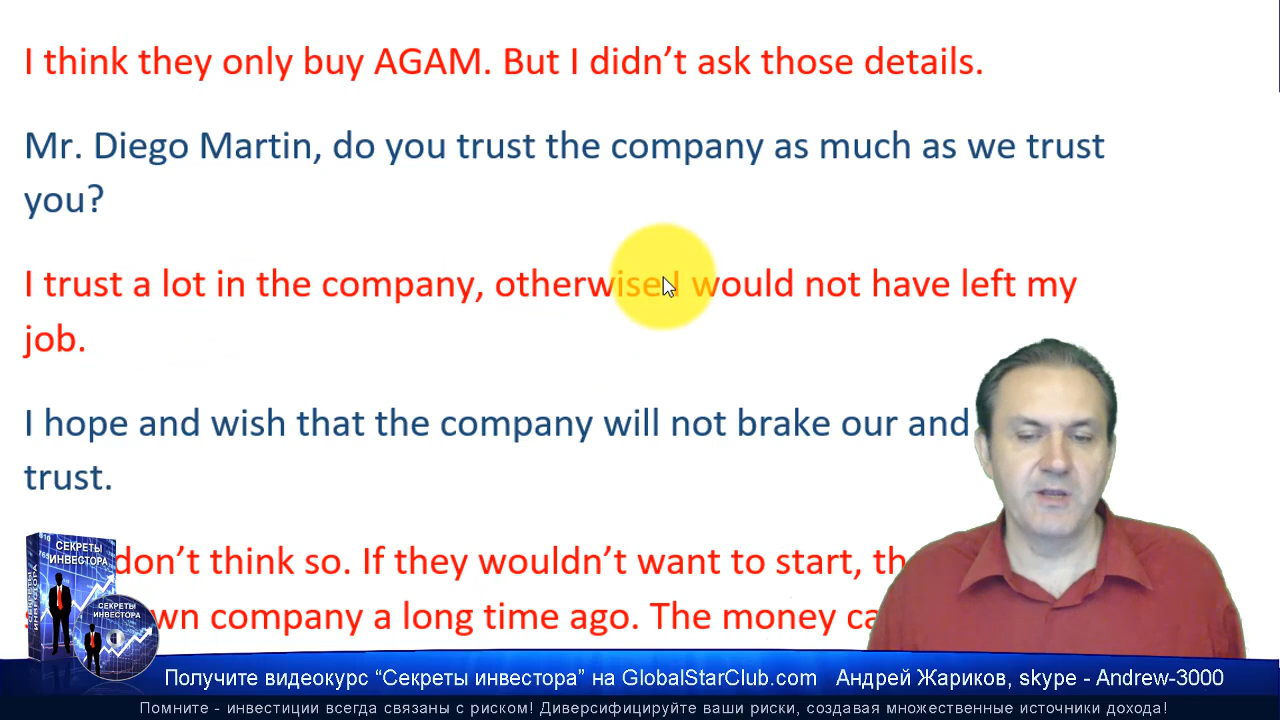 I think they only buy AGAM. But I didn’t ask those details.
Mr. Diego Martin, do you trust the company as much as we trust
you?
I trust a lot in the company, otherwise I would not have left my
job.
I hope and wish that the company will not brake our and
trust.
don’t think so. If they wouldn’t want to start,
company a long time ago. The money
СЕКРЕТЫ
ИНВЕСТОРА
СЕКРЕТЫ
ИНВЕСТОРА
Получите видеокурс “Секреты инвестора” на GlobalStarClub.com Андрей Жариков, skype - Andrew-3000
Помните - инвестиции всегда связаны с риском! Диверсифицируйте ваши риски, создавая множественные источники дохода!